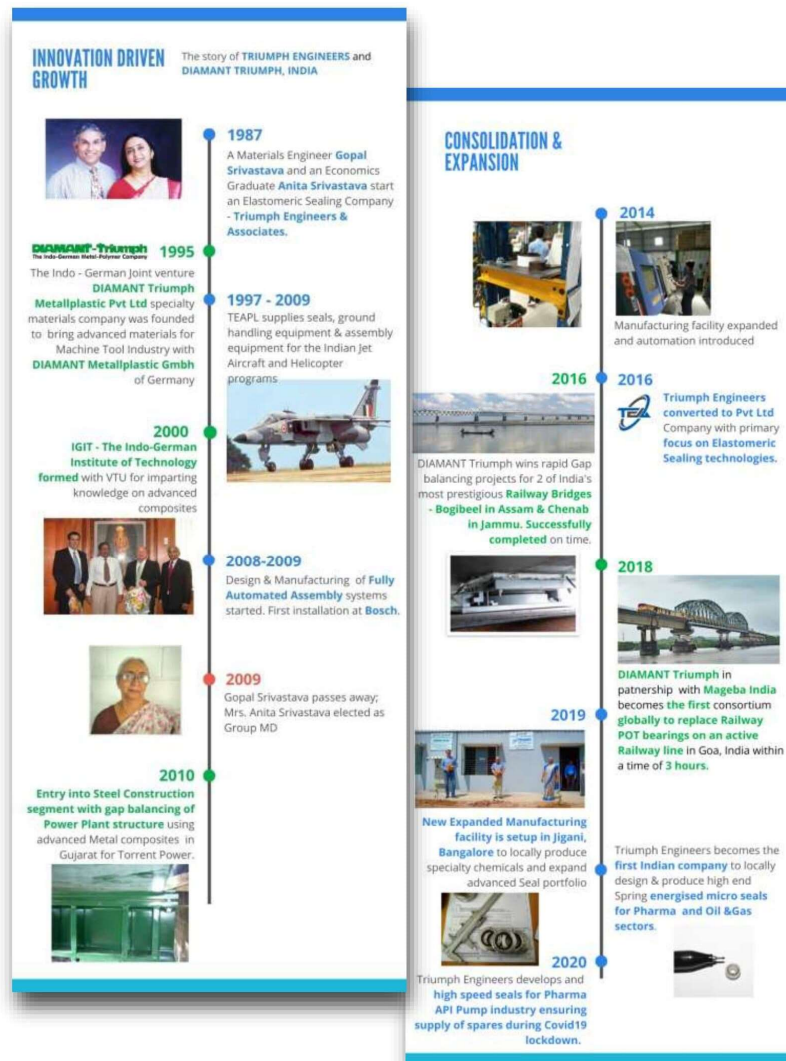 INNOVATION DRIVEN
GROWTH
The story of TRIUMPH ENGINEERS and
DIAMANT TRIUMPH, INDIA
1987
A Materials Engineer Gopal
Srivastava and an Economics
Graduate Anita Srivastava start
an Elastomeric Sealing Company
- Triumph Engineers &
Associates.
DIAMANT-Triumph
The Indo-German Metal-Polymer Company
1995
The Indo - German Joint venture
DIAMANT Triumph
Metallplastic Pvt Ltd specialty
materials company was founded
to bring advanced materials for
Machine Tool Industry with
DIAMANT Metallplastic Gmbh
of Germany
1997 - 2009
TEAPL supplies seals, ground
handling equipment & assembly
equipment for the Indian Jet
Aircraft and Helicopter
programs
2000
IGIT - The Indo-German
Institute of Technology
formed with VTU for imparting
knowledge on advanced
composites
2008-2009
Design & Manufacturing of Fully
Automated Assembly systems
started. First installation at Bosch.
2009
Gopal Srivastava passes away;
Mrs. Anita Srivastava elected as
Group MD
2010
Entry into Steel Construction
segment with gap balancing of
Power Plant structure using
advanced Metal composites in
Gujarat for Torrent Power.
CONSOLIDATION &
EXPANSION
2014
Manufacturing facility expanded
and automation introduced
2016
DIAMANT Triumph wins rapid Gap
balancing projects for 2 of India's
most prestigious Railway Bridges
- Bogibeel in Assam & Chenab
in Jammu. Successfully
completed on time.
2016
TEA
Triumph Engineers
converted to Pvt Ltd
Company with primary
focus on Elastomeric
Sealing technologies.
2018
DIAMANT Triumph in
patnership with Mageba India
becomes the first consortium
globally to replace Railway
POT bearings on an active
Railway line in Goa, India within
a time of 3 hours.
2019
New Expanded Manufacturing
facility is setup in Jigani,
Bangalore to locally produce
specialty chemicals and expand
advanced Seal portfolio
Triumph Engineers becomes the
first Indian company to locally
design & produce high end
Spring energised micro seals
for Pharma and Oil &Gas
sectors.
2020
Triumph Engineers develops and
high speed seals for Pharma
API Pump industry ensuring
supply of spares during Covid19
lockdown.